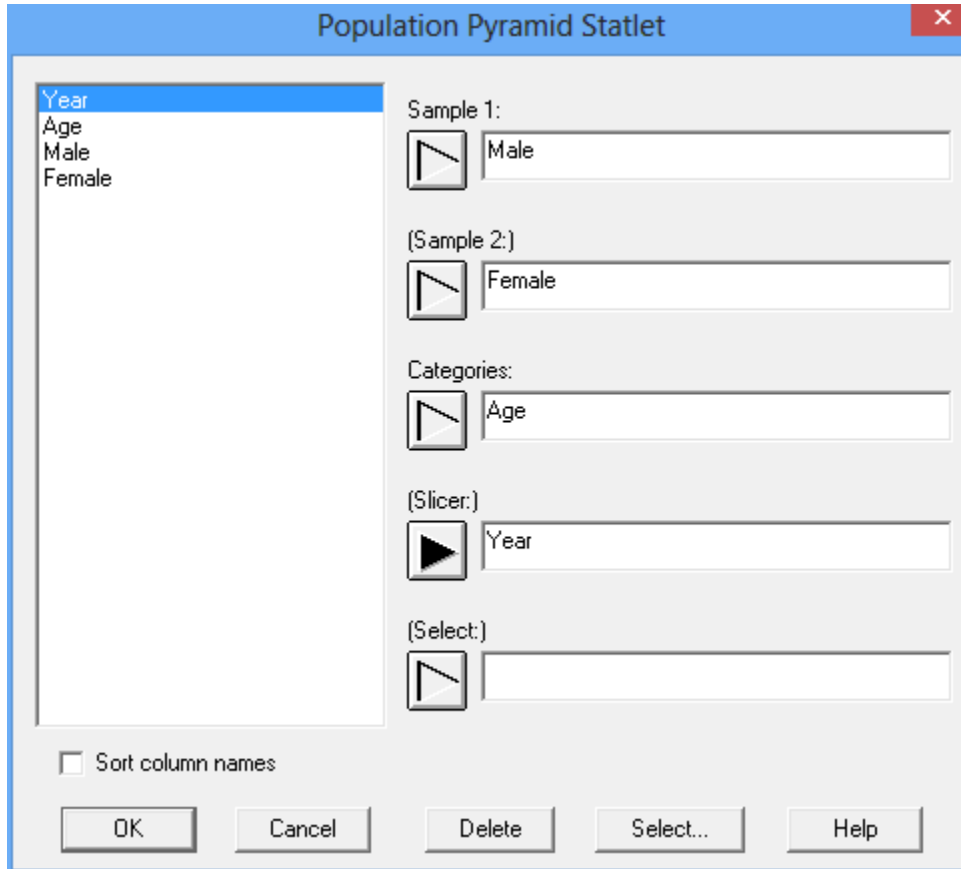 Population Pyramid Statlet
Year
Age
Male
Female
Sample 1:
Male
(Sample 2:)
Female
Categories:
Age
(Slicer:)
Year
(Select:)
Sort column names
OK
Cancel
Delete
Select...
Help